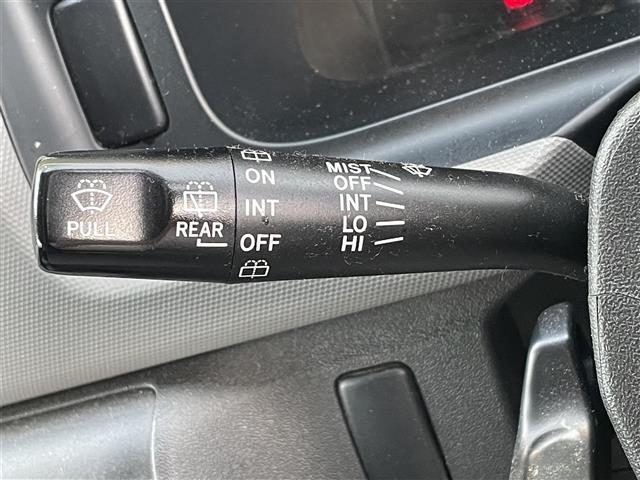 PULL
REAR
ON
INT
OFF
MIST
OFF
INT
LO
HI